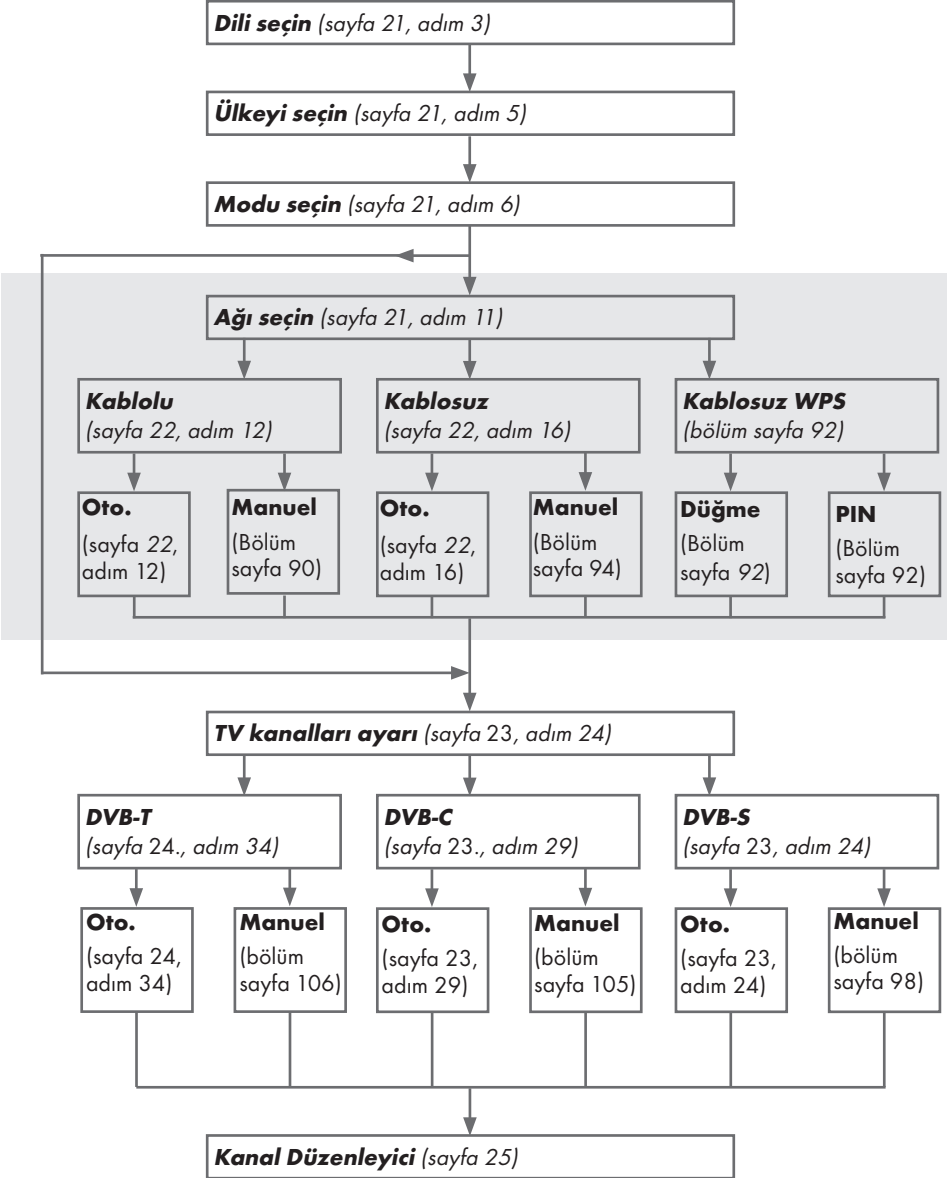 Dili seçin (sayfa 21, adım 3)
Ülkeyi seçin (sayfa 21, adım 5)
Modu seçin (sayfa 21, adım 6)
Ağı seçin (sayfa 21, adım 11)
Kablolu
(sayfa 22, adım 12)
Kablosuz
(sayfa 22, adım 16)
Kablosuz WPS
(bölüm sayfa 92)
Oto.
(sayfa 22,
adım 12)
Manuel
(Bölüm
sayfa 90)
Oto.
(sayfa 22,
adım 16)
Manuel
(Bölüm
sayfa 94)
Düğme
(Bölüm
sayfa 92)
PIN
(Bölüm
sayfa 92)
TV kanalları ayarı (sayfa 23, adım 24)
DVB-T
(sayfa 24., adım 34)
DVB-C
(sayfa 23., adım 29)
DVB-S
(sayfa 23, adım 24)
Oto.
(sayfa 24,
adım 34)
Manuel
(bölüm
sayfa 106)
Oto.
(sayfa 23,
adım 29)
Manuel
(bölüm
sayfa 105)
Oto.
(sayfa 23,
adım 24)
Manuel
(bölüm
sayfa 98)
Kanal Düzenleyici (sayfa 25)